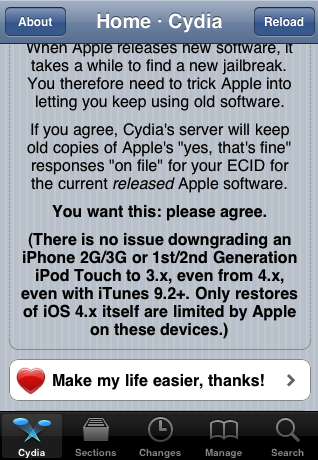 About
Home · Cydia
Reload
When Apple releases new software, it
takes a while to find a new jailbreak.
You therefore need to trick Apple into
letting you keep using old software.
If you agree, Cydia's server will keep
old copies of Apple's "yes, that's fine"
responses "on file" for your ECID for
the current released Apple software.
You want this: please agree.
(There is no issue downgrading an
iPhone 2G/3G or 1st/2nd Generation
iPod Touch to 3.x, even from 4.x,
even with iTunes 9.2+. Only restores
of iOS 4.x itself are limited by Apple
on these devices.)
Make my life easier, thanks!
Cydia
Sections
Changes
Manage
Search